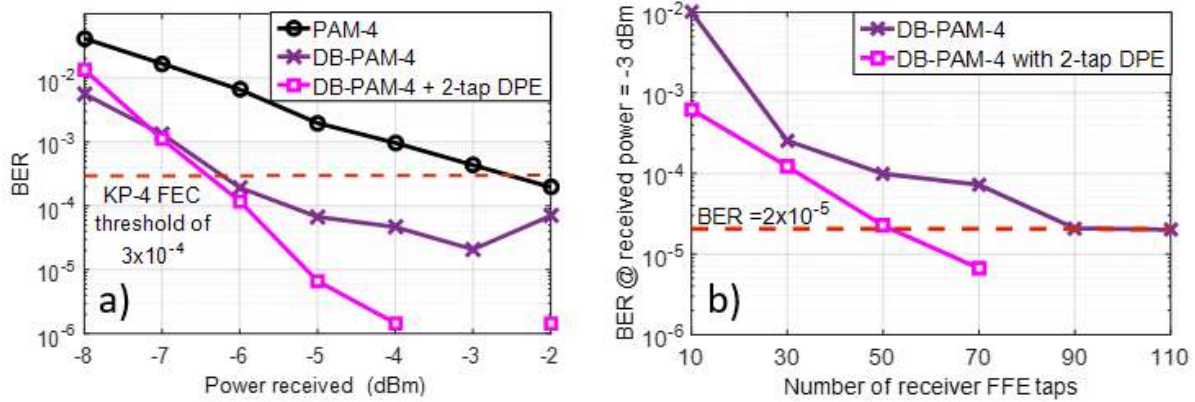 PAM-4
DB-PAM-4
DB-PAM-4 + 2-tap DPE
10-2
10-3
10-4
10-5
10-6
BER
KP-4 FEC
threshold of
3x10-4
a)
-8 -7 -6 -5 -4 -3 -2
Power received (dBm)
DB-PAM-4
DB-PAM-4 with 2-tap DPE
10-2
10-3
10-4
10-5
10-6
BER @ received power = -3 dBm
BER =2x10-5
b)
10 30 50 70 90 110
Number of receiver FFE taps